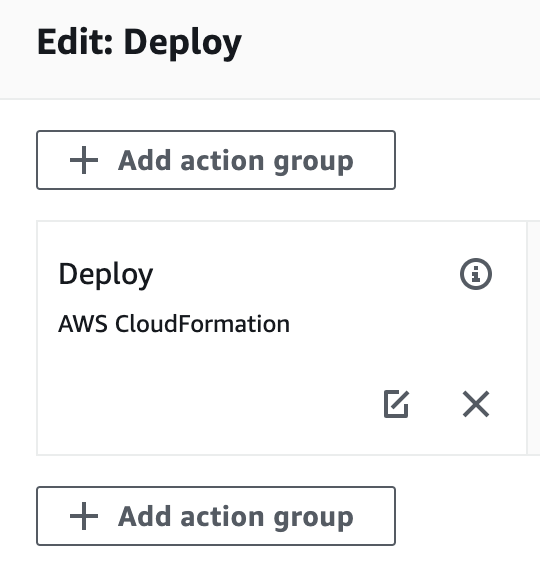 Edit: Deploy
Add action group
Deploy
AWS CloudFormation
Add action group